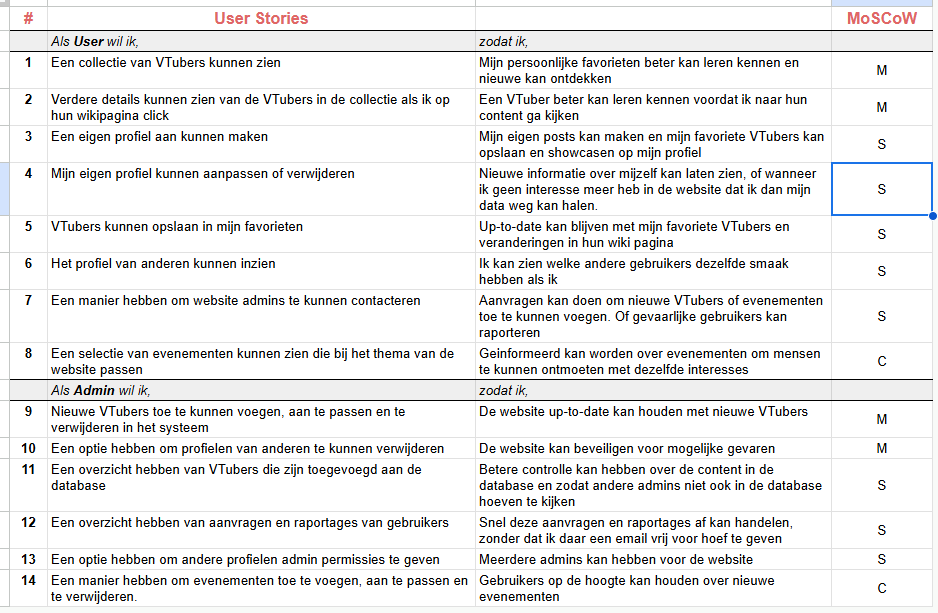 # User Stories MoSCoW
Als User wil ik, zodat ik,
1 Een collectie van VTubers kunnen zien Mijn persoonlijke favorieten beter kan leren kennen en
nieuwe kan ontdekken M
2 Verdere details kunnen zien van de VTubers in de collectie als ik op
hun wikipagina click Een VTuber beter kan leren kennen voordat ik naar hun
content ga kijken M
3 Een eigen profiel aan kunnen maken Mijn eigen posts kan maken en mijn favoriete VTubers kan
opslaan en showcasen op mijn profiel S
4 Mijn eigen profiel kunnen aanpassen of verwijderen Nieuwe informatie over mijzelf kan laten zien, of wanneer
ik geen interesse meer heb in de website dat ik dan mijn
data weg kan halen. S
5 VTubers kunnen opslaan in mijn favorieten Up-to-date kan blijven met mijn favoriete VTubers en
veranderingen in hun wiki pagina S
6 Het profiel van anderen kunnen inzien Ik kan zien welke andere gebruikers dezelfde smaak
hebben als ik S
7 Een manier hebben om website admins te kunnen contacteren Aanvragen kan doen om nieuwe VTubers of evenementen
toe te kunnen voegen. Of gevaarlijke gebruikers kan
raporteren S
8 Een selectie van evenementen kunnen zien die bij het thema van de
website passen Geinformeerd kan worden over evenementen om mensen
te kunnen ontmoeten met dezelfde interesses C
Als Admin wil ik, zodat ik,
9 Nieuwe VTubers toe te kunnen voegen, aan te passen en te
verwijderen in het systeem De website up-to-date kan houden met nieuwe VTubers M
10 Een optie hebben om profielen van anderen te kunnen verwijderen De website kan beveiligen voor mogelijke gevaren M
11 Een overzicht hebben van VTubers die zijn toegevoegd aan de
database Betere controlle kan hebben over de content in de
database en zodat andere admins niet ook in de database
hoeven te kijken S
12 Een overzicht hebben van aanvragen en raportages van gebruikers Snel deze aanvragen en raportages af kan handelen,
zonder dat ik daar een email vrij voor hoef te geven S
13 Een optie hebben om andere profielen admin permissies te geven Meerdere admins kan hebben voor de website S
14 Een manier hebben om evenementen toe te voegen, aan te passen en
te verwijderen. Gebruikers op de hoogte kan houden over nieuwe
evenementen C